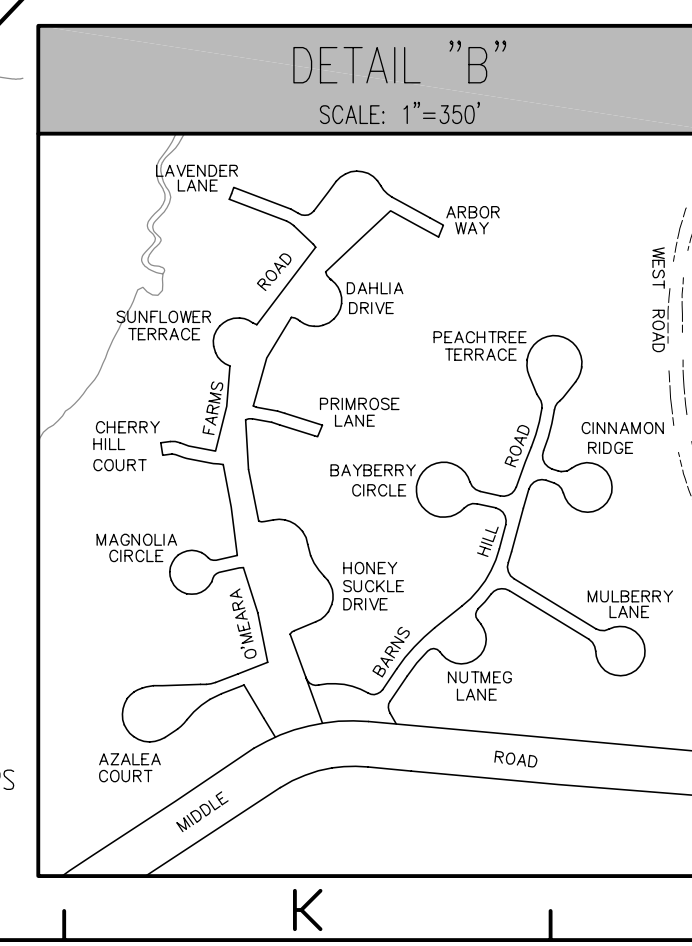 DETAIL "B"
SCALE: 1"=350'
LAVENDER
LANE
ARBOR
WAY
ROAD
DAHLIA
DRIVE
SUNFLOWER
TERRACE
WEST ROAD
PEACHTREE
TERRACE
FARMS
PRIMROSE
LANE
CHERRY
HILL
COURT
CINNAMON
RIDGE
ROAD
BAYBERRY
CIRCLE
MAGNOLIA
CIRCLE
HILL
HONEY
SUCKLE
DRIVE
MULBERRY
LANE
O'MEARA
BARNS
NUTMEG
LANE
AZALEA
COURT
ROAD
MIDDLE
K